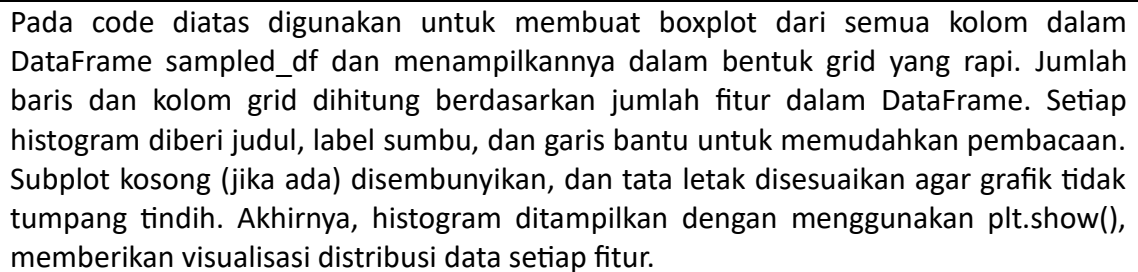 Pada code diatas digunakan untuk membuat boxplot dari semua kolom dalam
DataFrame sampled_df dan menampilkannya dalam bentuk grid yang rapi. Jumlah
baris dan kolom grid dihitung berdasarkan jumlah fitur dalam DataFrame. Setiap
histogram diberi judul, label sumbu, dan garis bantu untuk memudahkan pembacaan.
Subplot kosong (jika ada) disembunyikan, dan tata letak disesuaikan agar grafik tidak
tumpang tindih. Akhirnya, histogram ditampilkan dengan menggunakan plt.show(),
memberikan visualisasi distribusi data setiap fitur.